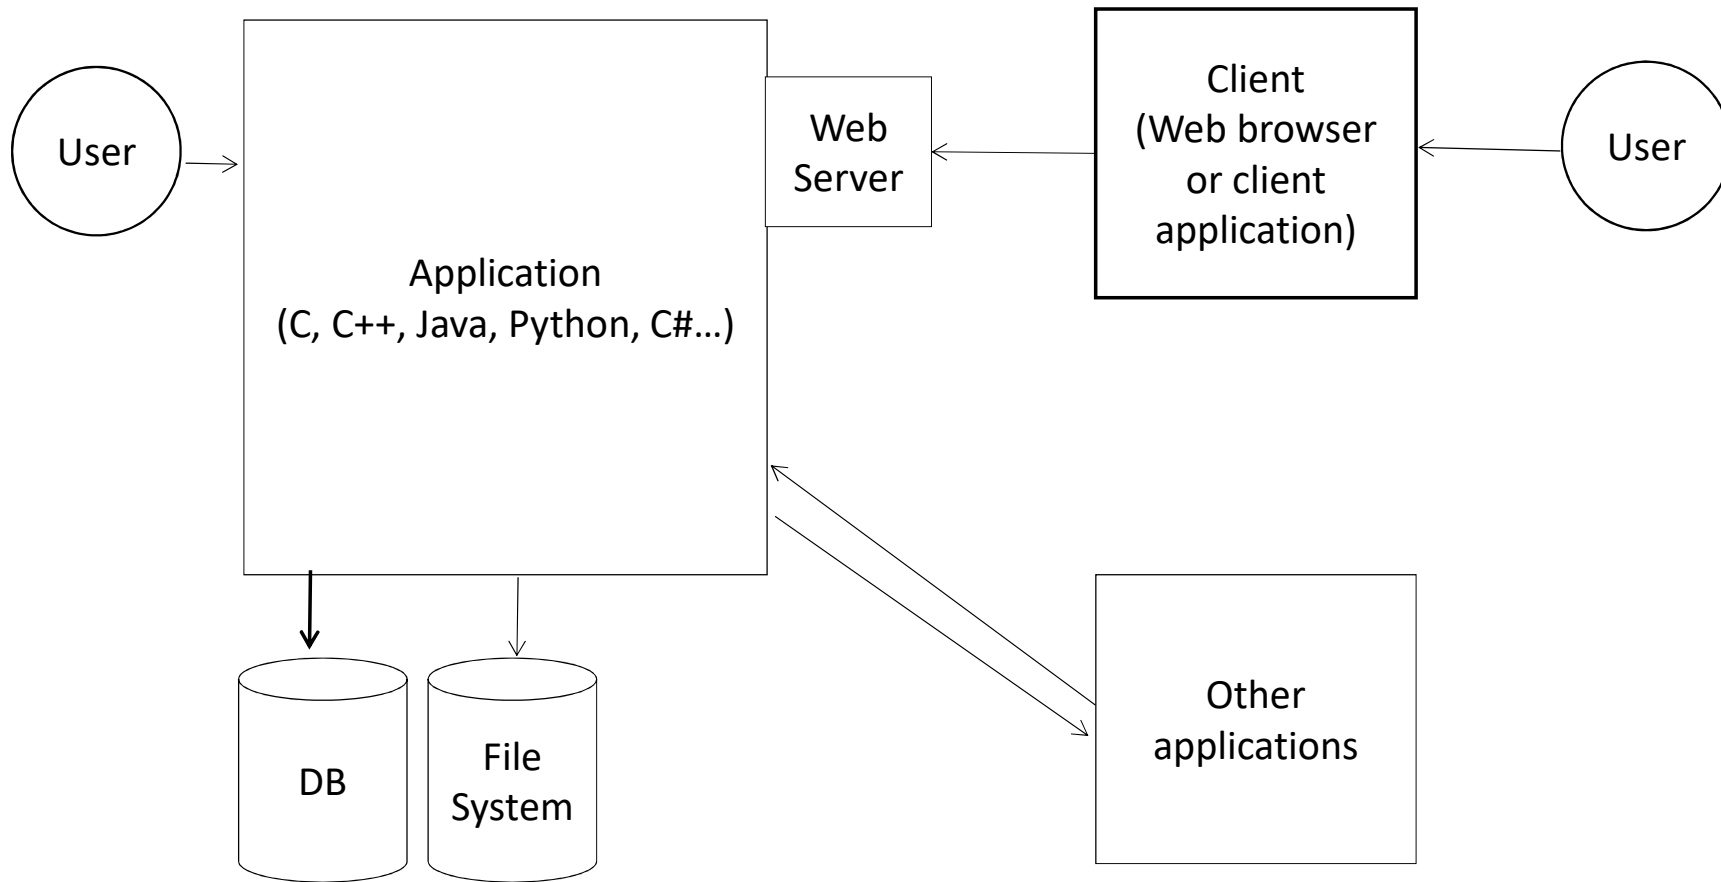 User
Application
(C, C++, Java, Python, C#…)
Web
Server
Client
(Web browser
or client
application)
User
DB
File
System
Other
applications